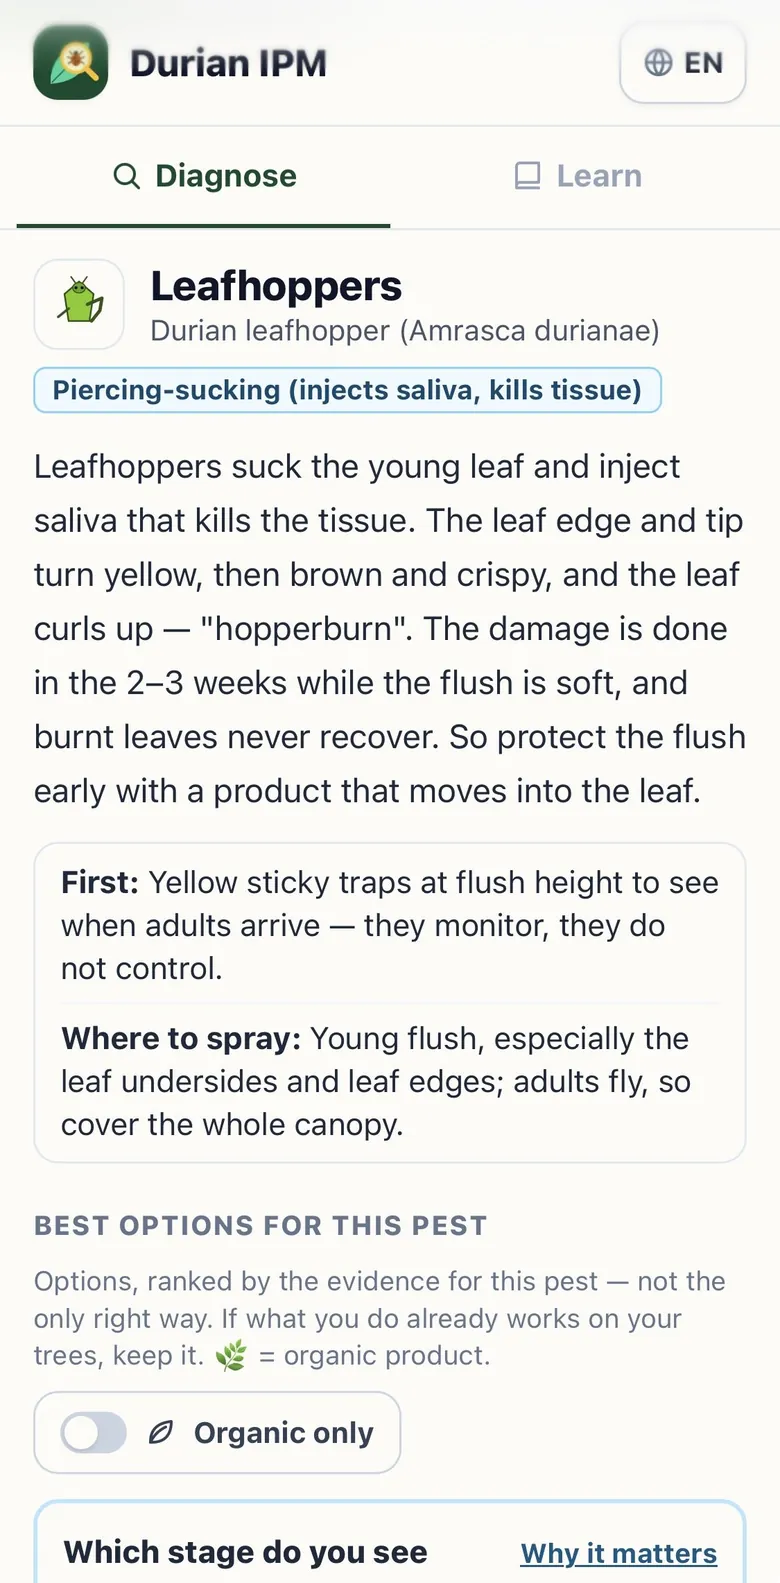 Durian IPM
EN
Diagnose
Learn
Leafhoppers
Durian leafhopper (Amrasca durianae)
Piercing-sucking (injects saliva, kills tissue)
Leafhoppers suck the young leaf and inject
saliva that kills the tissue. The leaf edge and tip
turn yellow, then brown and crispy, and the leaf
curls up — "hopperburn". The damage is done
in the 2–3 weeks while the flush is soft, and
burnt leaves never recover. So protect the flush
early with a product that moves into the leaf.
First: Yellow sticky traps at flush height to see
when adults arrive — they monitor, they do
not control.
Where to spray: Young flush, especially the
leaf undersides and leaf edges; adults fly, so
cover the whole canopy.
BEST OPTIONS FOR THIS PEST
Options, ranked by the evidence for this pest — not the
only right way. If what you do already works on your
trees, keep it. 🌿 = organic product.
Organic only
Which stage do you see
Why it matters